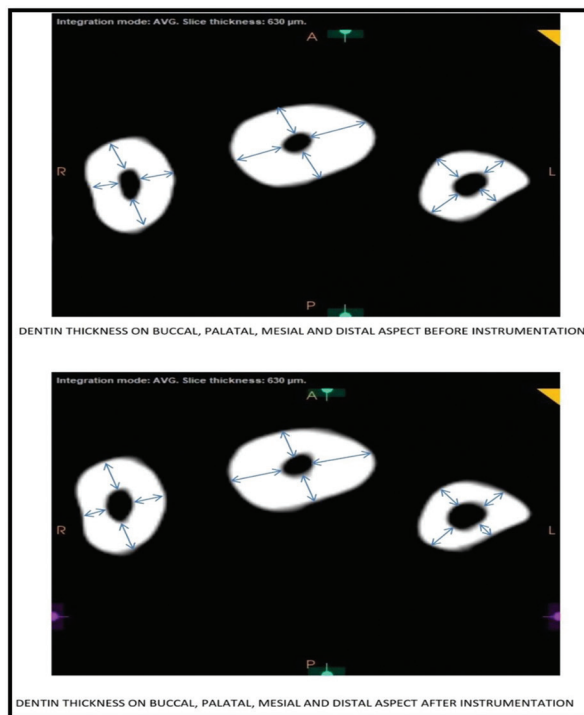 Integration mode: AVG. Slice thickness: 630 µm.
A
R
L
P
DENTIN THICKNESS ON BUCCAL, PALATAL, MESIAL AND DISTAL ASPECT BEFORE INSTRUMENTATION
Integration mode: AVG. Slice thickness: 630 µm.
A
R
L
P
DENTIN THICKNESS ON BUCCAL, PALATAL, MESIAL AND DISTAL ASPECT AFTER INSTRUMENTATION